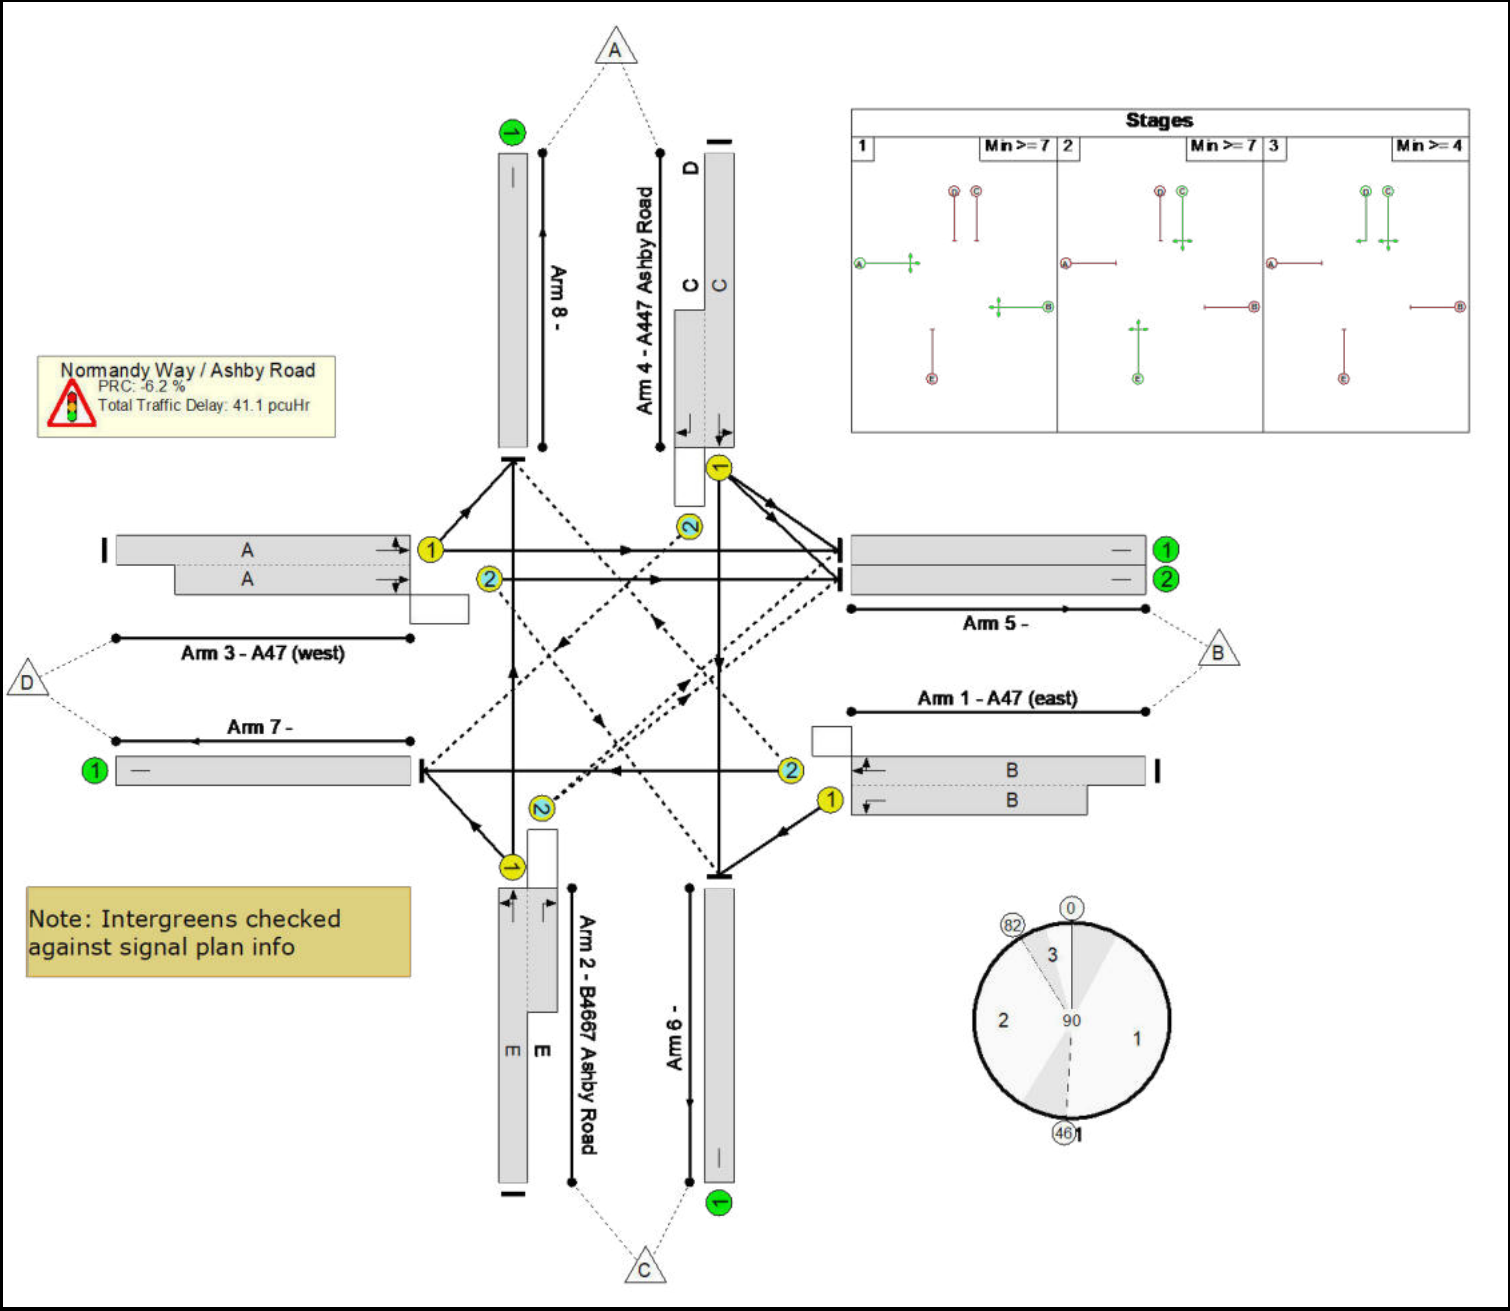 A
1
Stages
1
Min >= 7
2
Min >= 7
3
Min >= 4
D
C
D
C
D
C
A
B
E
A
B
E
A
B
E
Arm 8 -
Arm 4 - A447 Ashby Road
D
C
C
Normandy Way / Ashby Road
PRC: -6.2 %
Total Traffic Delay: 41.1 pcuHr
1
2
A
1
A
2
1
2
Arm 5 -
Arm 3 - A47 (west)
B
D
Arm 1 - A47 (east)
Arm 7 -
1
2
B
1
B
2
1
Note: Intergreens checked
against signal plan info
E
E
Arm 2 - B4667 Ashby Road
Arm 6 -
0
82
3
2
90
1
46
1
1
C